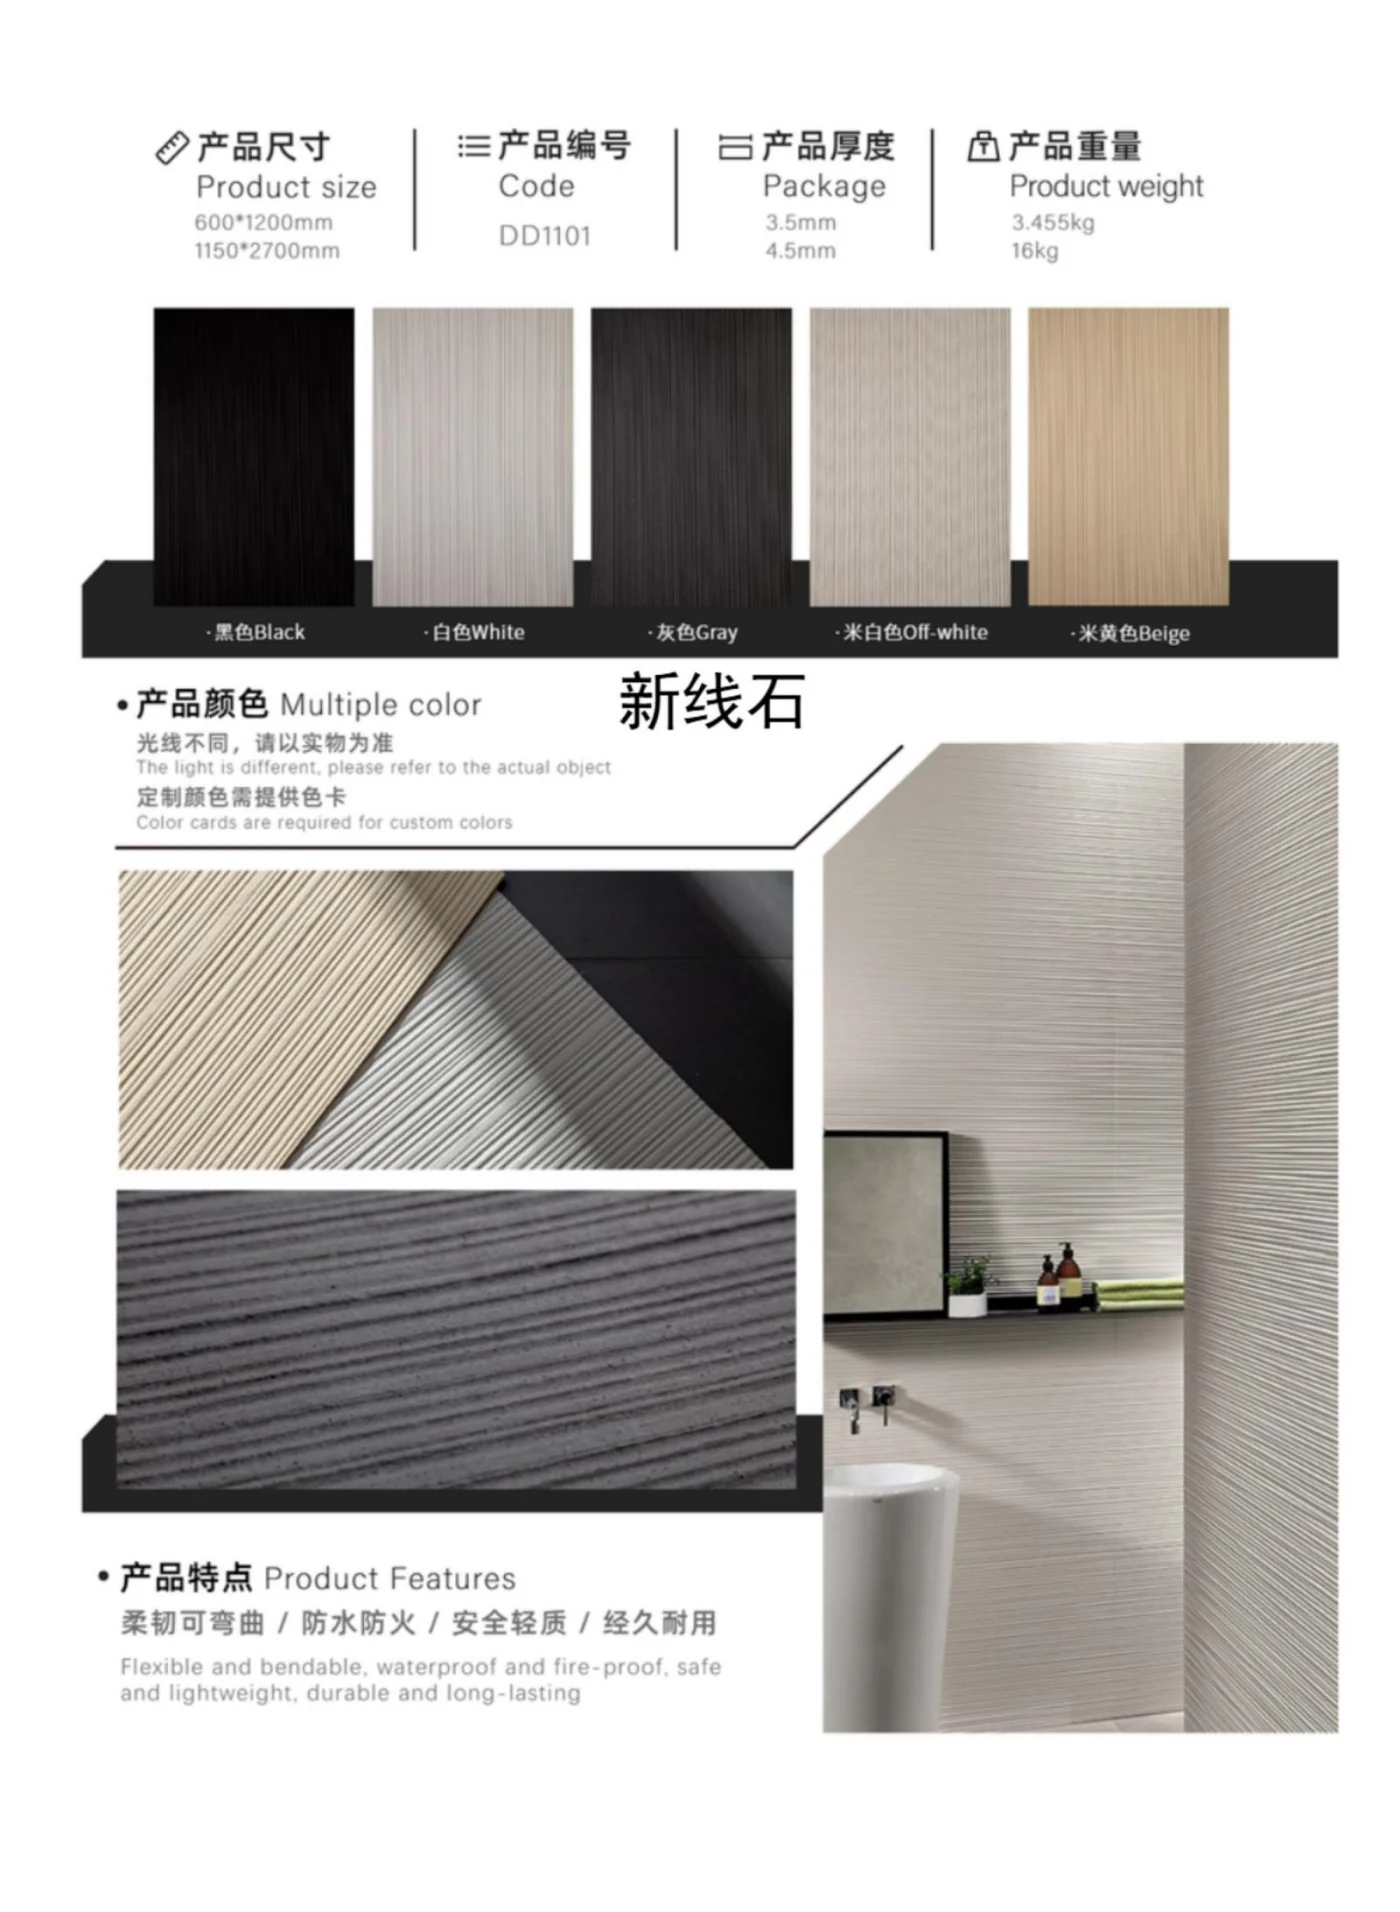 产品尺寸
Product size
600*1200mm
1150*2700mm
产品编号
Code
DD1101
产品厚度
Package
3.5mm
4.5mm
产品重量
Product weight
3.455kg
16kg
·黑色Black
·白色White
·灰色Gray
·米白色Off-white
·米黄色Beige
新线石
•产品颜色 Multiple color
光线不同，请以实物为准
The light is different, please refer to the actual object
定制颜色需提供色卡
Color cards are required for custom colors
•产品特点 Product Features
柔韧可弯曲 / 防水防火 / 安全轻质 / 经久耐用
Flexible and bendable, waterproof and fire-proof, safe
and lightweight, durable and long-lasting